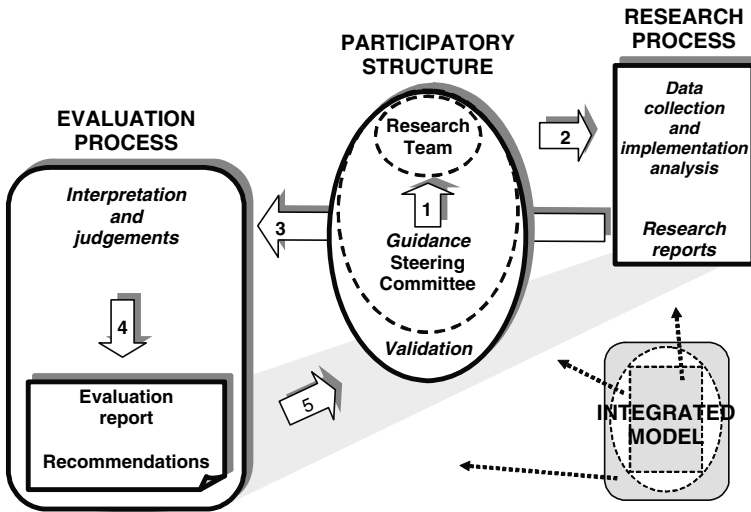 RESEARCH
PROCESS
Data
collection
and
implementation
analysis
Research
reports
PARTICIPATORY
STRUCTURE
Research
Team
1
Guidance
Steering
Committee
Validation
2
3
EVALUATION
PROCESS
Interpretation
and
judgements
4
Evaluation
report
Recommendations
5
INTEGRATED
MODEL